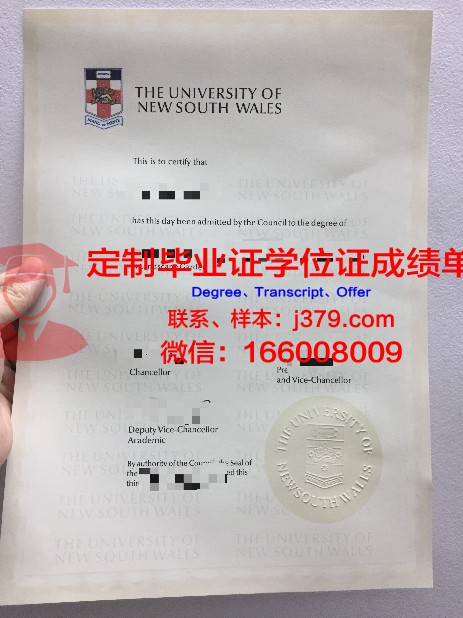 THE UNIVERSITY OF
NEW SOUTH WALES
This is to certify that
has this day been admitted by the Council to the degree of
定制毕业证学位证成绩单
Degree、Transcript、Offer
联系、样本：j379.com
微信：166008009
Chancellor
and Vice-Chancellor
Deputy Vice-Chancellor
Academic
By authority of the Council the Seal of
the
this
THE UNIVERSITY OF
NEW SOUTH WALES